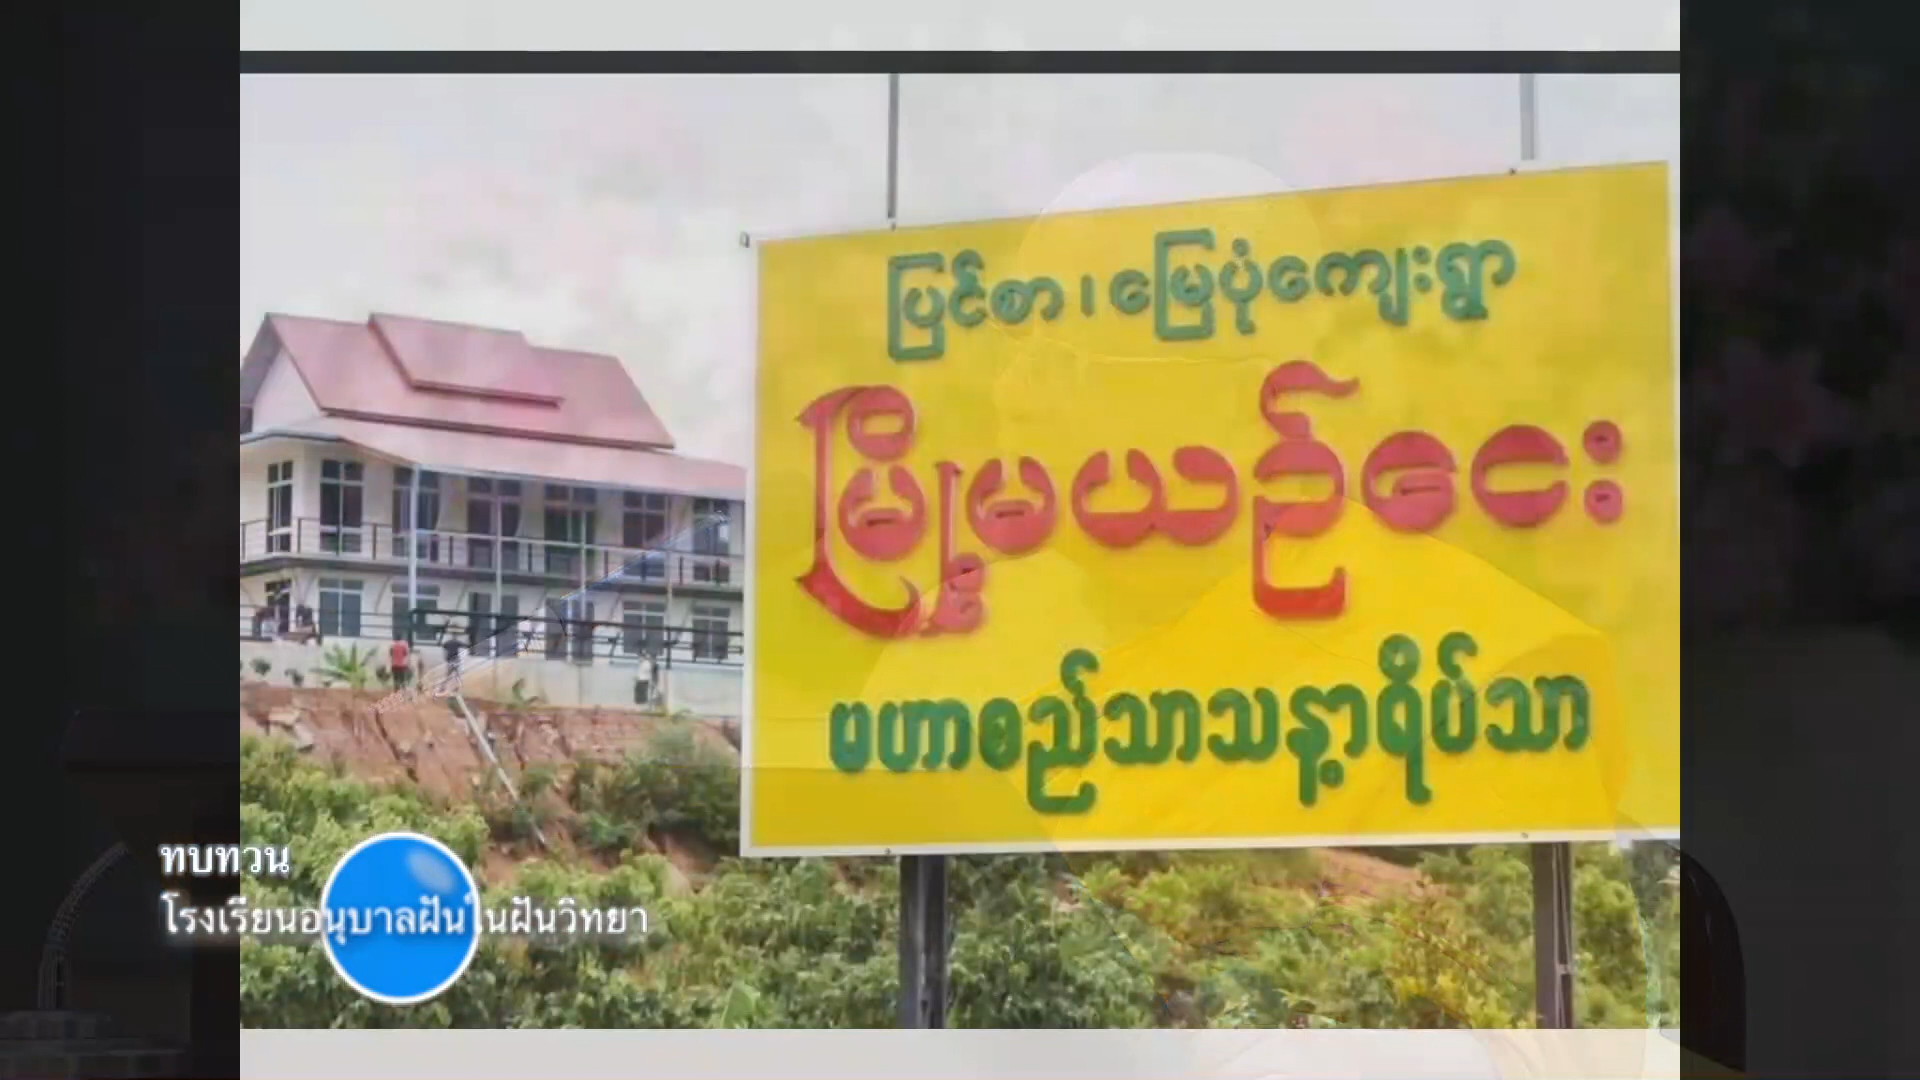 ပြင်စာ ၊ မြေပုံကျေးရွာ
မြို့မယဉ်ငေး
မဟာစည်သာသနာ့ရိပ်သာ
ทบทวน
โรงเรียนอนุบาลฝันในฝันวิทยา